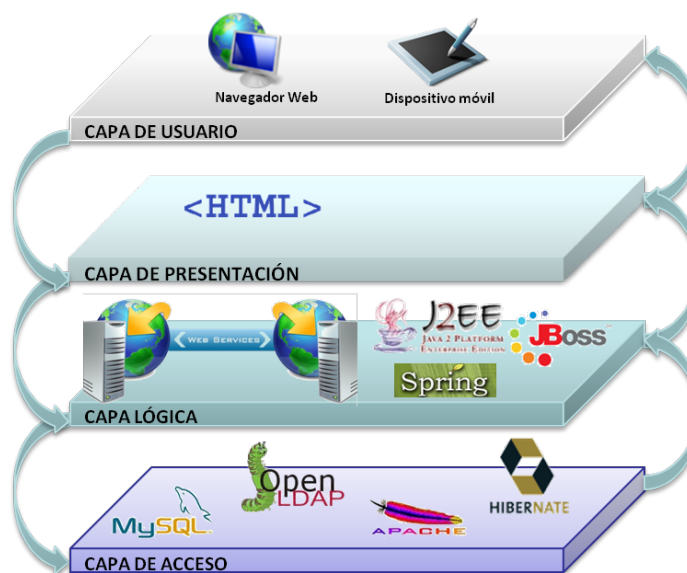 Navegador Web
Dispositivo móvil
CAPA DE USUARIO
<HTML>
CAPA DE PRESENTACIÓN
WEB SERVICES
J2EE
JAVA 2 PLATFORM
ENTERPRISE EDITION
JBoss
Spring
CAPA LÓGICA
Open
LDAP
MySQL
APACHE
HIBERNATE
CAPA DE ACCESO